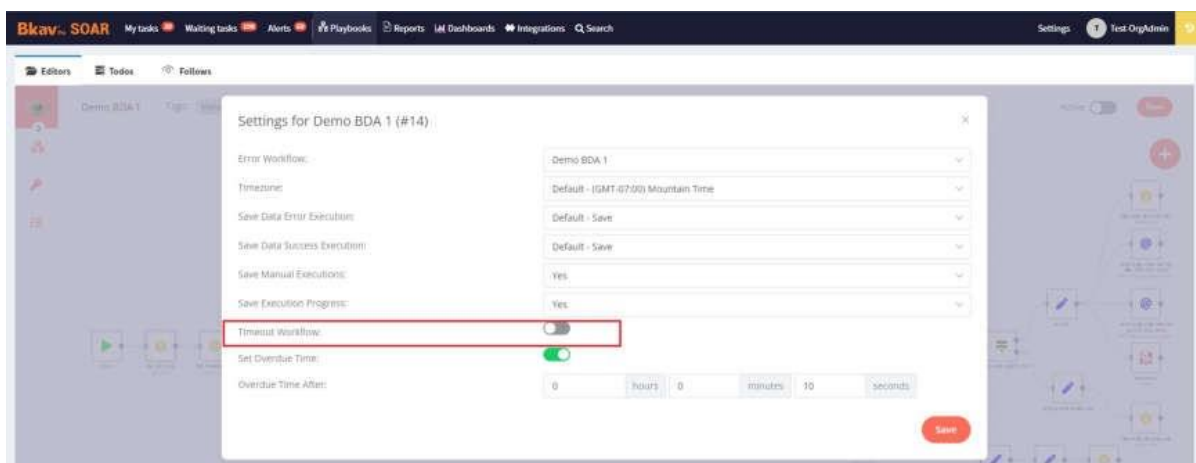 Bkav SOAR My tasks Waiting tasks Alerts Playbooks Reports Dashboards Integrations Search Settings T Test OrgAdmin
Editors Todos Follows
Demo BDA 1 Tags: Active
Settings for Demo BDA 1 (#14)
Error Workflow: Demo BDA 1
Timezone: Default - (GMT-07:00) Mountain Time
Save Data Error Execution: Default - Save
Save Data Success Execution: Default - Save
Save Manual Executions: Yes
Save Execution Progress: Yes
Timeout Workflow:
Set Overdue Time:
Overdue Time After: 0 hours 0 minutes 10 seconds
Save